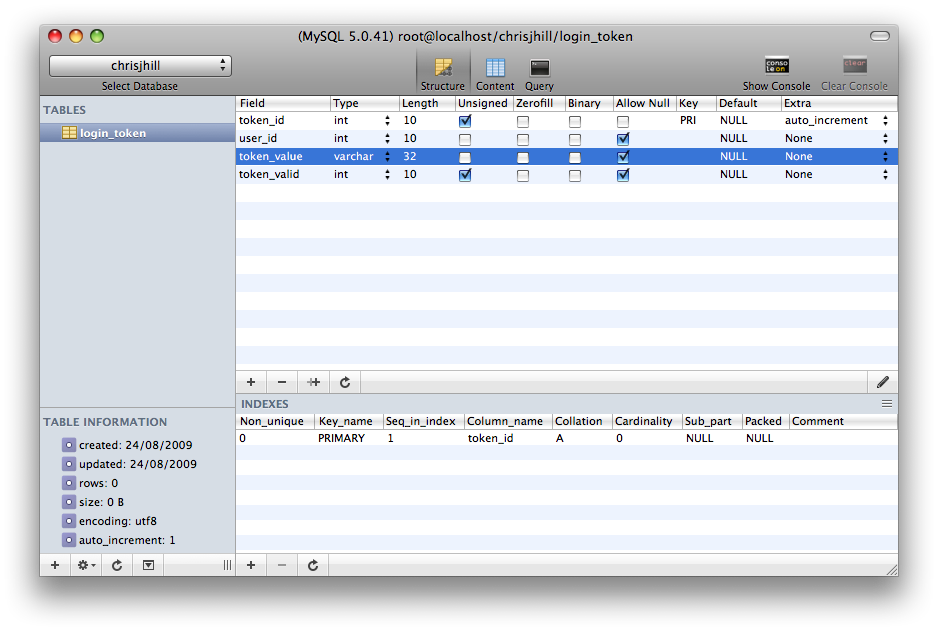 (MySQL 5.0.41) root@localhost/chrisjhill/login_token
chrisjhill
Select Database
Structure Content Query
Show Console Clear Console
console on
clear
TABLES
login_token
Field Type Length Unsigned Zerofill Binary Allow Null Key Default Extra
token_id int 10 PRI NULL auto_increment
user_id int 10 NULL None
token_value varchar 32 NULL None
token_valid int 10 NULL None
INDEXES
Non_unique Key_name Seq_in_index Column_name Collation Cardinality Sub_part Packed Comment
0 PRIMARY 1 token_id A 0 NULL NULL
TABLE INFORMATION
created: 24/08/2009
updated: 24/08/2009
rows: 0
size: 0 B
encoding: utf8
auto_increment: 1